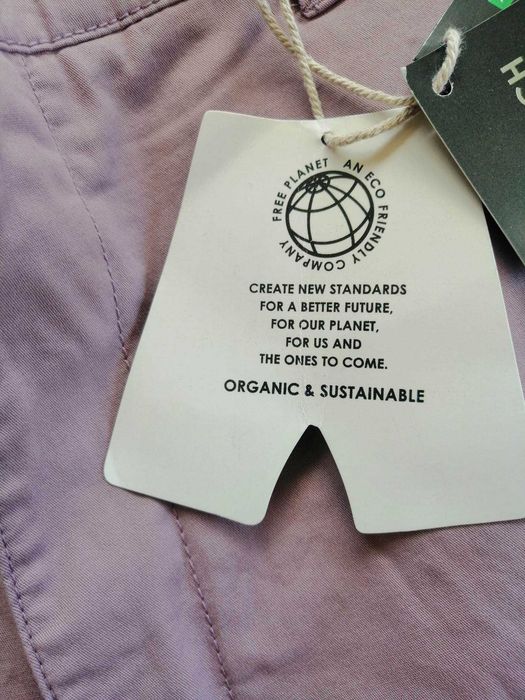 FREE PLANET AN ECO FRIENDLY COMPANY
CREATE NEW STANDARDS
FOR A BETTER FUTURE,
FOR OUR PLANET,
FOR US AND
THE ONES TO COME.
ORGANIC & SUSTAINABLE